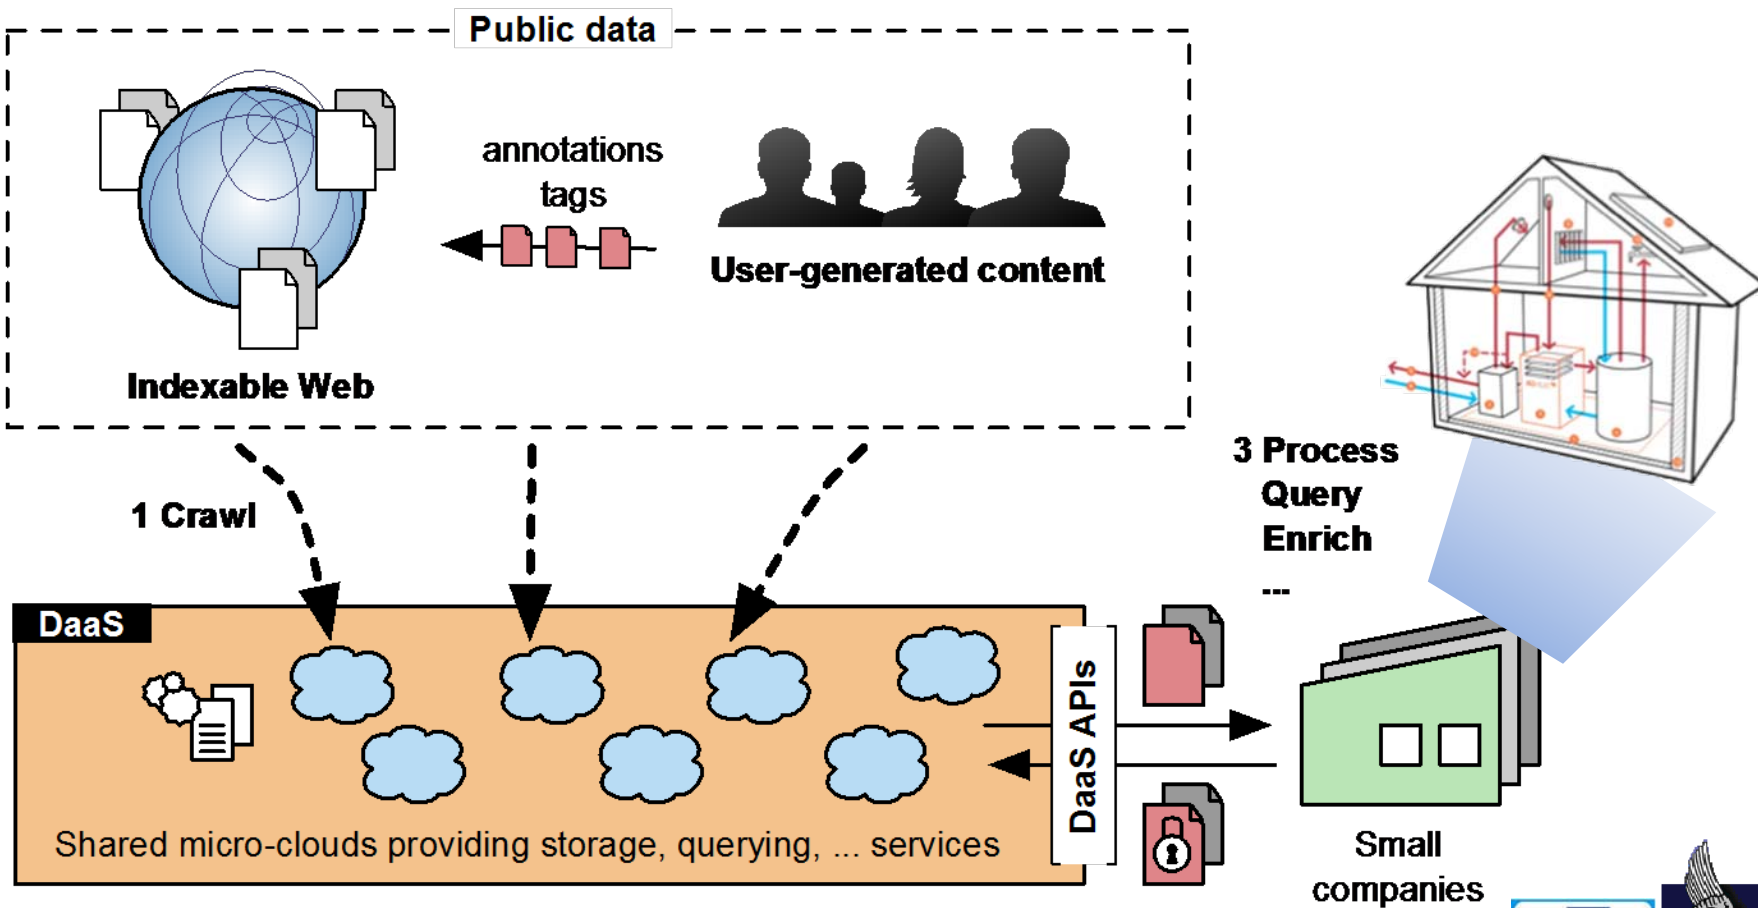 Public data
annotations
tags
User-generated content
Indexable Web
1 Crawl
3 Process
Query
Enrich
...
DaaS
DaaS APIs
Shared micro-clouds providing storage, querying, ... services
Small
companies